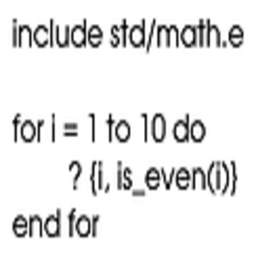 include std/math.e
for i = 1 to 10 do
? {i, is_even(i)}
end for